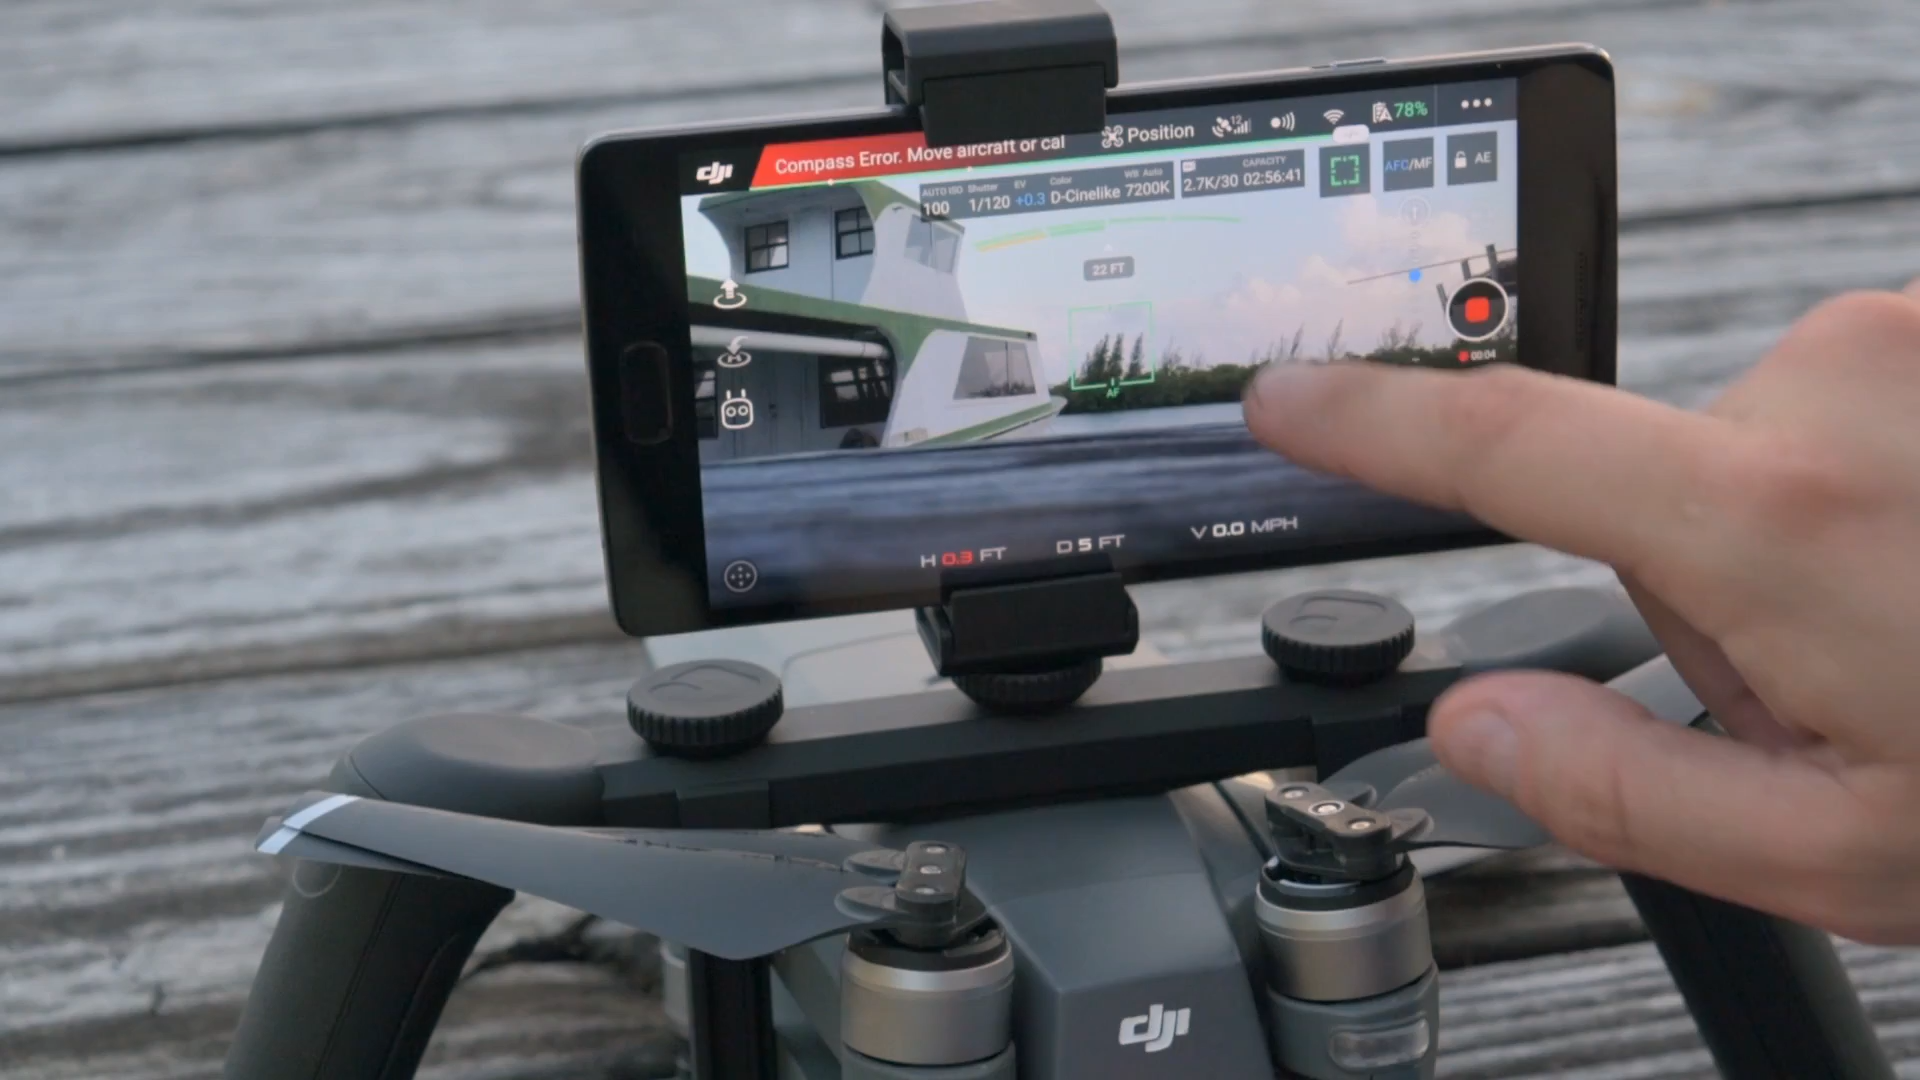 dji
Compass Error. Move aircraft or cal
Position
12
78%
AUTO ISO
100
Shutter
1/120
EV
+0.3
Color
D-Cinelike
WB Auto
7200K
2.7K/30
CAPACITY
02:56:41
AFC/MF
AE
22 FT
AF
00:04
H 0.3 FT
D 5 FT
V 0.0 MPH
dji